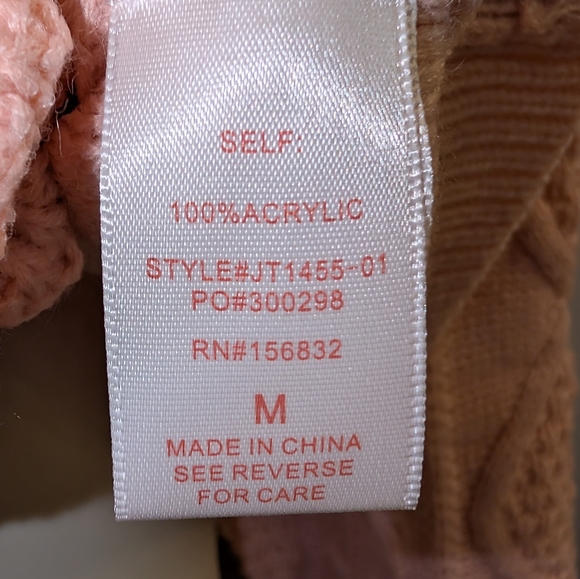 SELF:
100%ACRYLIC
STYLE#JT1455-01
PO#300298
RN#156832
M
MADE IN CHINA
SEE REVERSE
FOR CARE